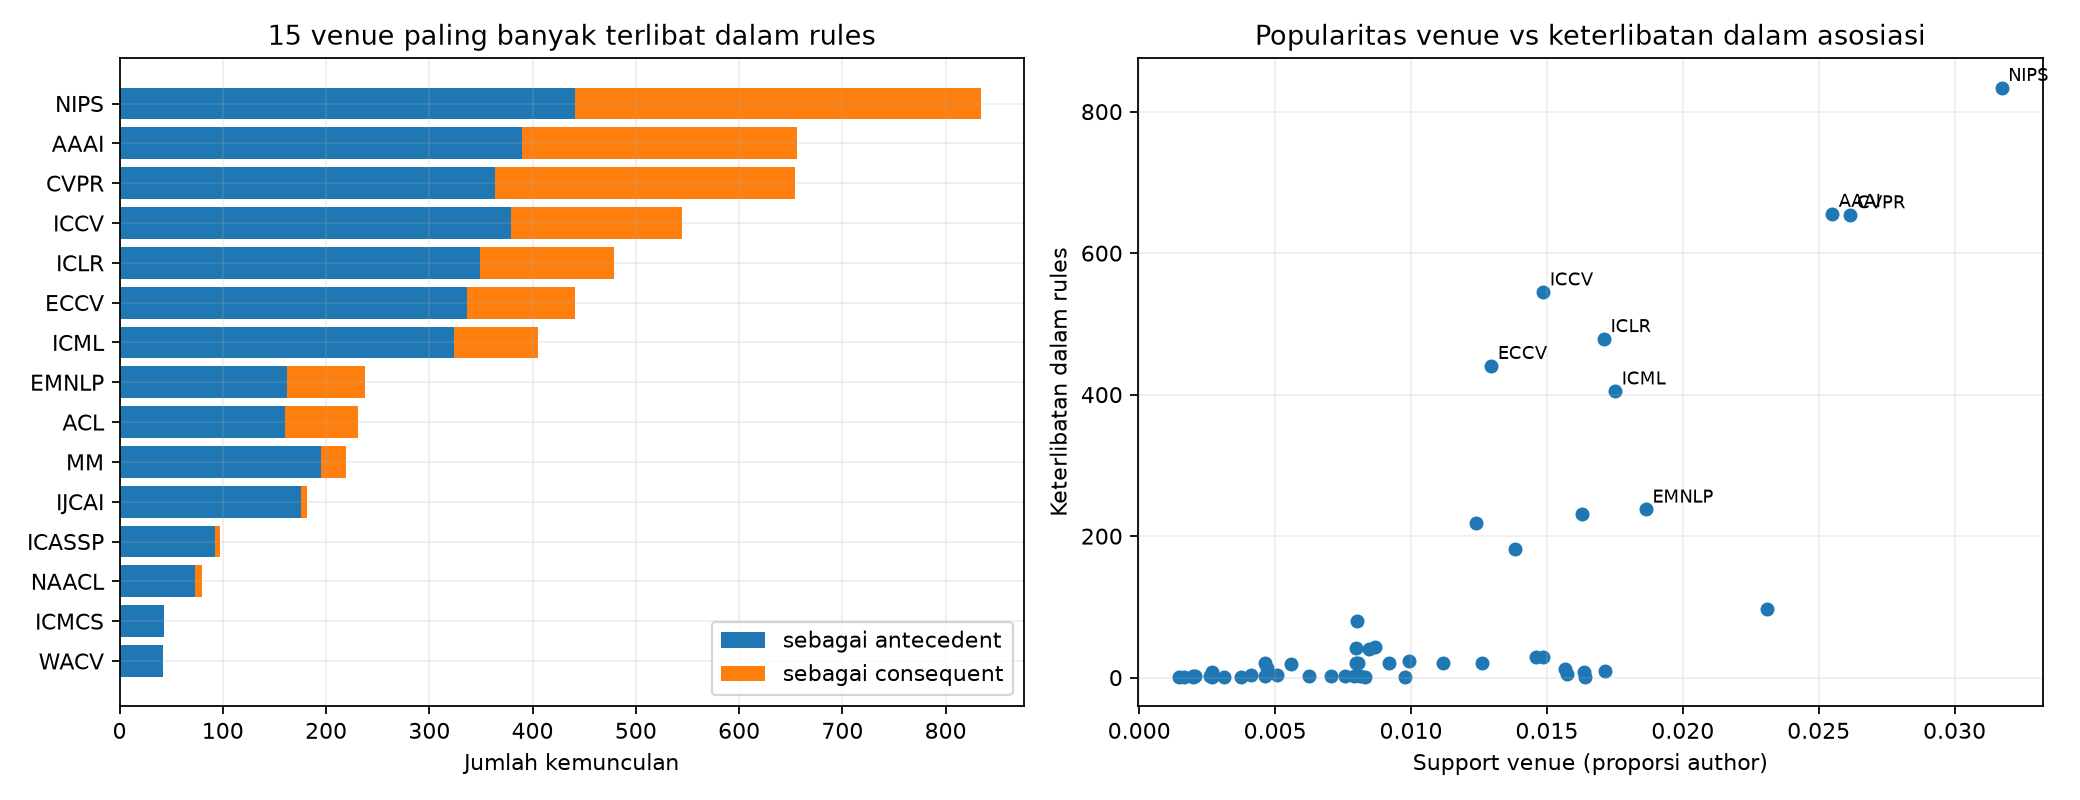 15 venue paling banyak terlibat dalam rules
NIPS
AAAI
CVPR
ICCV
ICLR
ECCV
ICML
EMNLP
ACL
MM
IJCAI
ICASSP
NAACL
ICMCS
WACV
sebagai antecedent
sebagai consequent
0 100 200 300 400 500 600 700 800
Jumlah kemunculan
Popularitas venue vs keterlibatan dalam asosiasi
Keterlibatan dalam rules
800
600
400
200
0
NIPS
AAAI
CVPR
ICCV
ICLR
ECCV
ICML
EMNLP
0.000 0.005 0.010 0.015 0.020 0.025 0.030
Support venue (proporsi author)